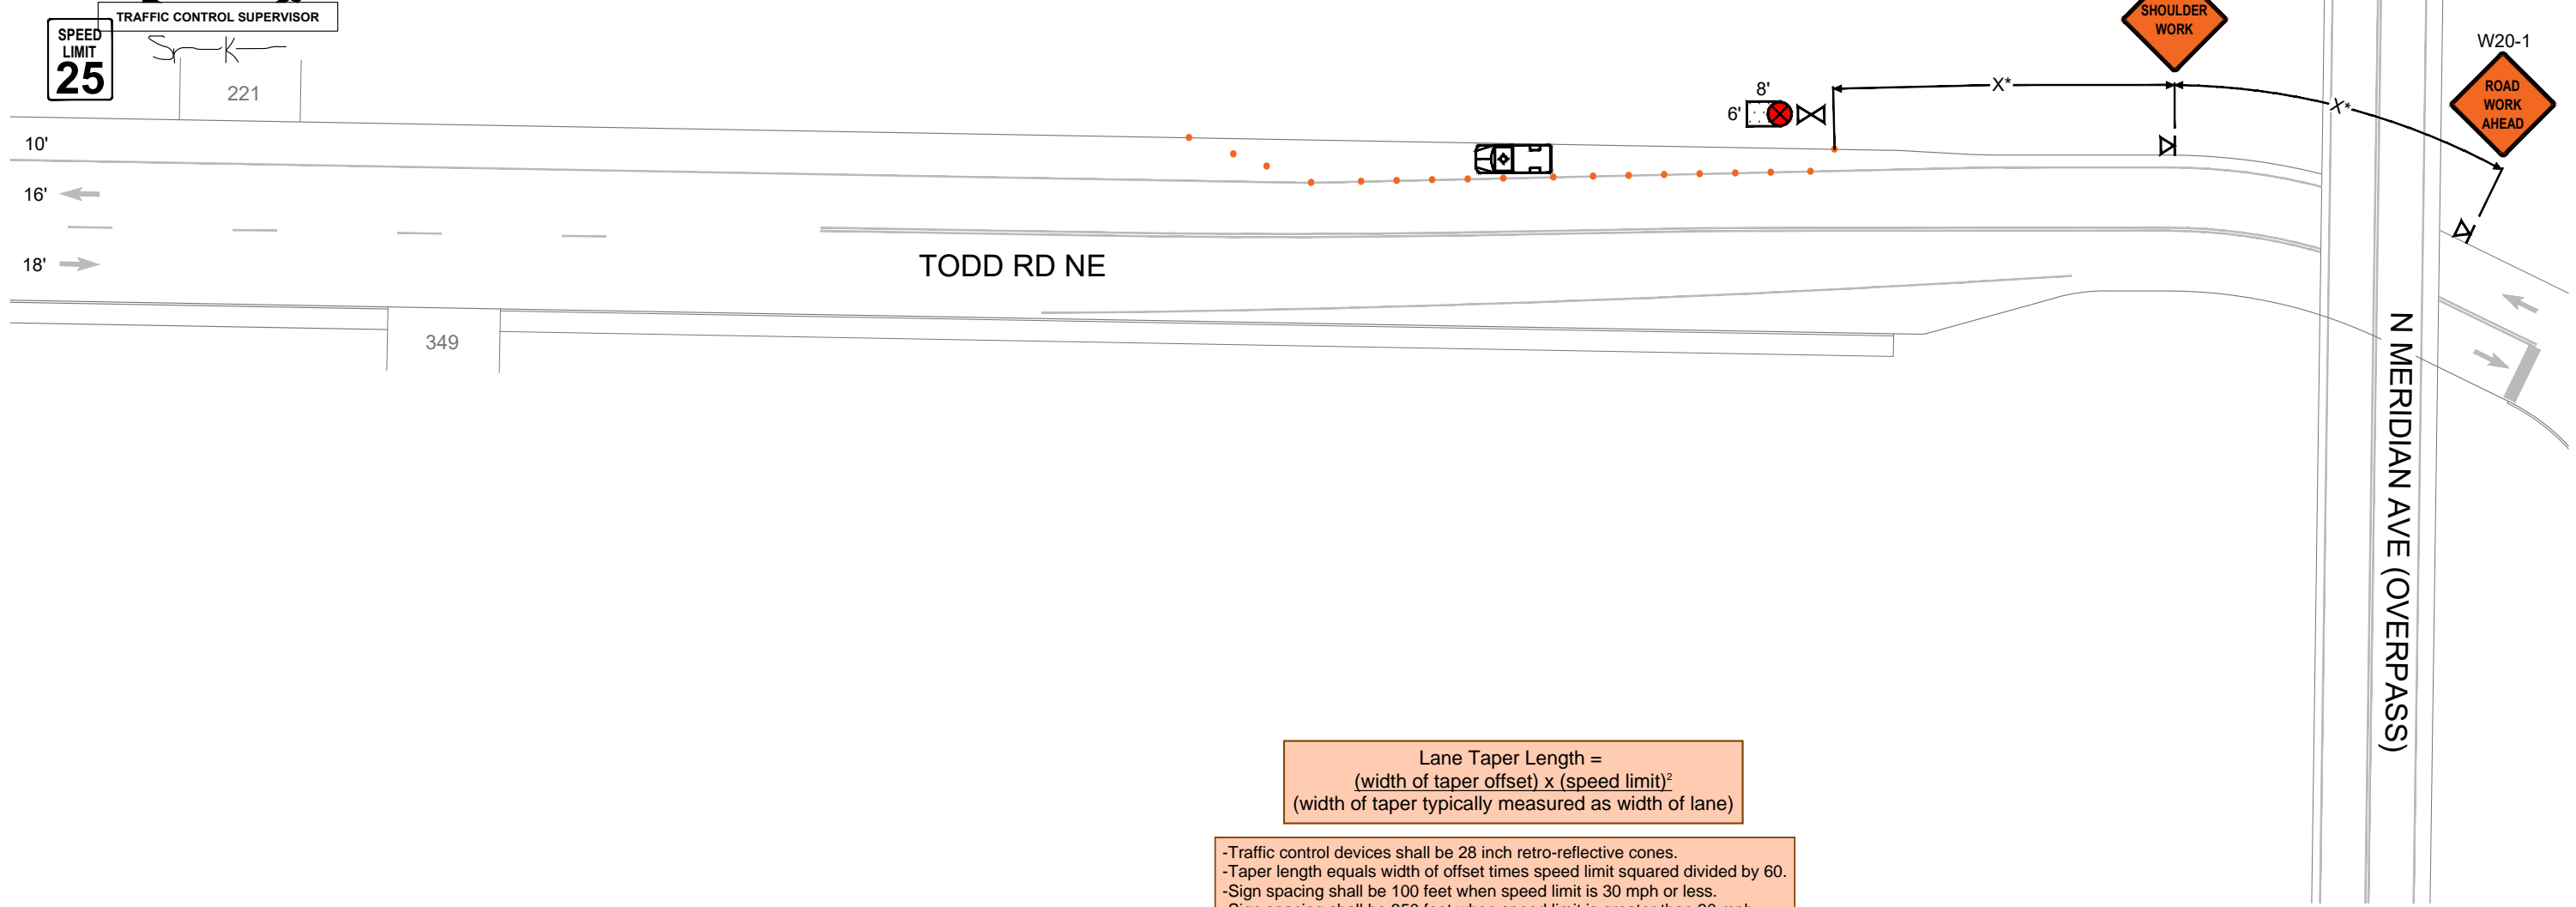 TRAFFIC CONTROL SUPERVISOR
SPEED
LIMIT
25
221
10'
16'
18'
349
TODD RD NE
8'
6'
X*
X*
SHOULDER
WORK
W20-1
ROAD
WORK
AHEAD
N MERIDIAN AVE (OVERPASS)
Lane Taper Length =
(width of taper offset) x (speed limit)²
(width of taper typically measured as width of lane)
-Traffic control devices shall be 28 inch retro-reflective cones.
-Taper length equals width of offset times speed limit squared divided by 60.
-Sign spacing shall be 100 feet when speed limit is 30 mph or less.